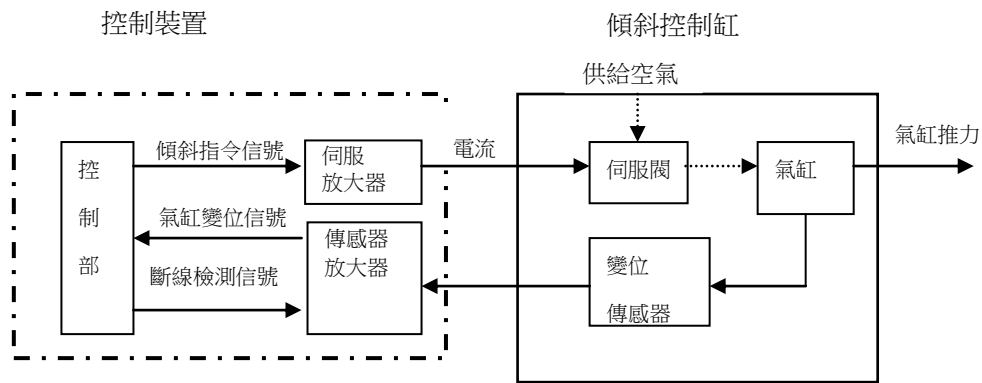 控制裝置
傾斜控制缸
供給空氣
控
制
部
傾斜指令信號
伺服
放大器
電流
伺服閥
氣缸
氣缸推力
氣缸變位信號
傳感器
放大器
斷線檢測信號
變位
傳感器